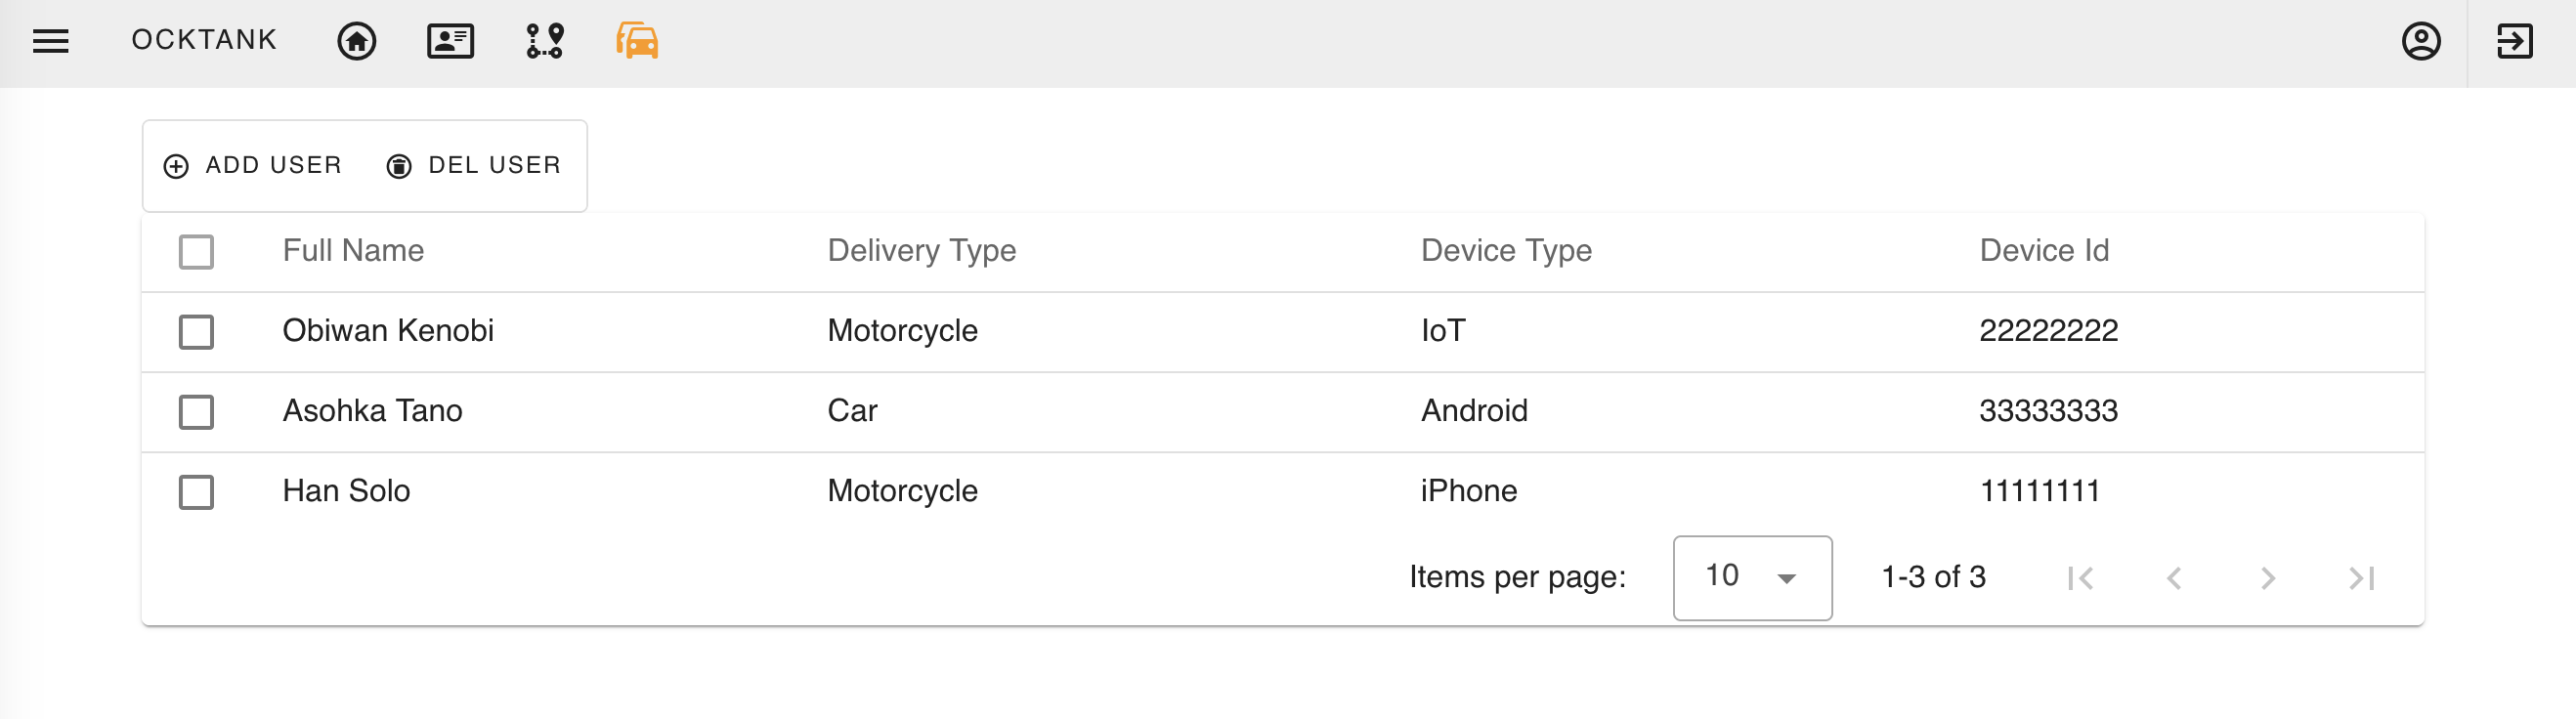 OCKTANK
ADD USER DEL USER
Full Name Delivery Type Device Type Device Id
Obiwan Kenobi Motorcycle IoT 22222222
Asohka Tano Car Android 33333333
Han Solo Motorcycle iPhone 11111111
Items per page: 10 1-3 of 3